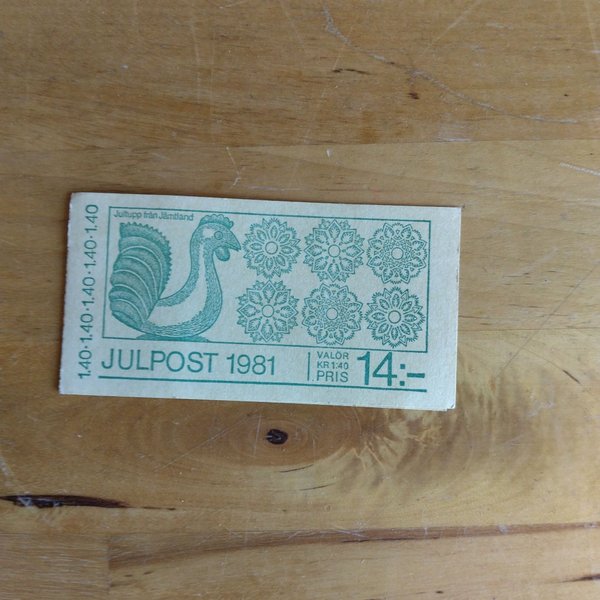 Jultupp från Jämtland
1.40·1.40·1.40·1.40·1.40
JULPOST 1981
VALÖR
KR 1:40
PRIS
14:-